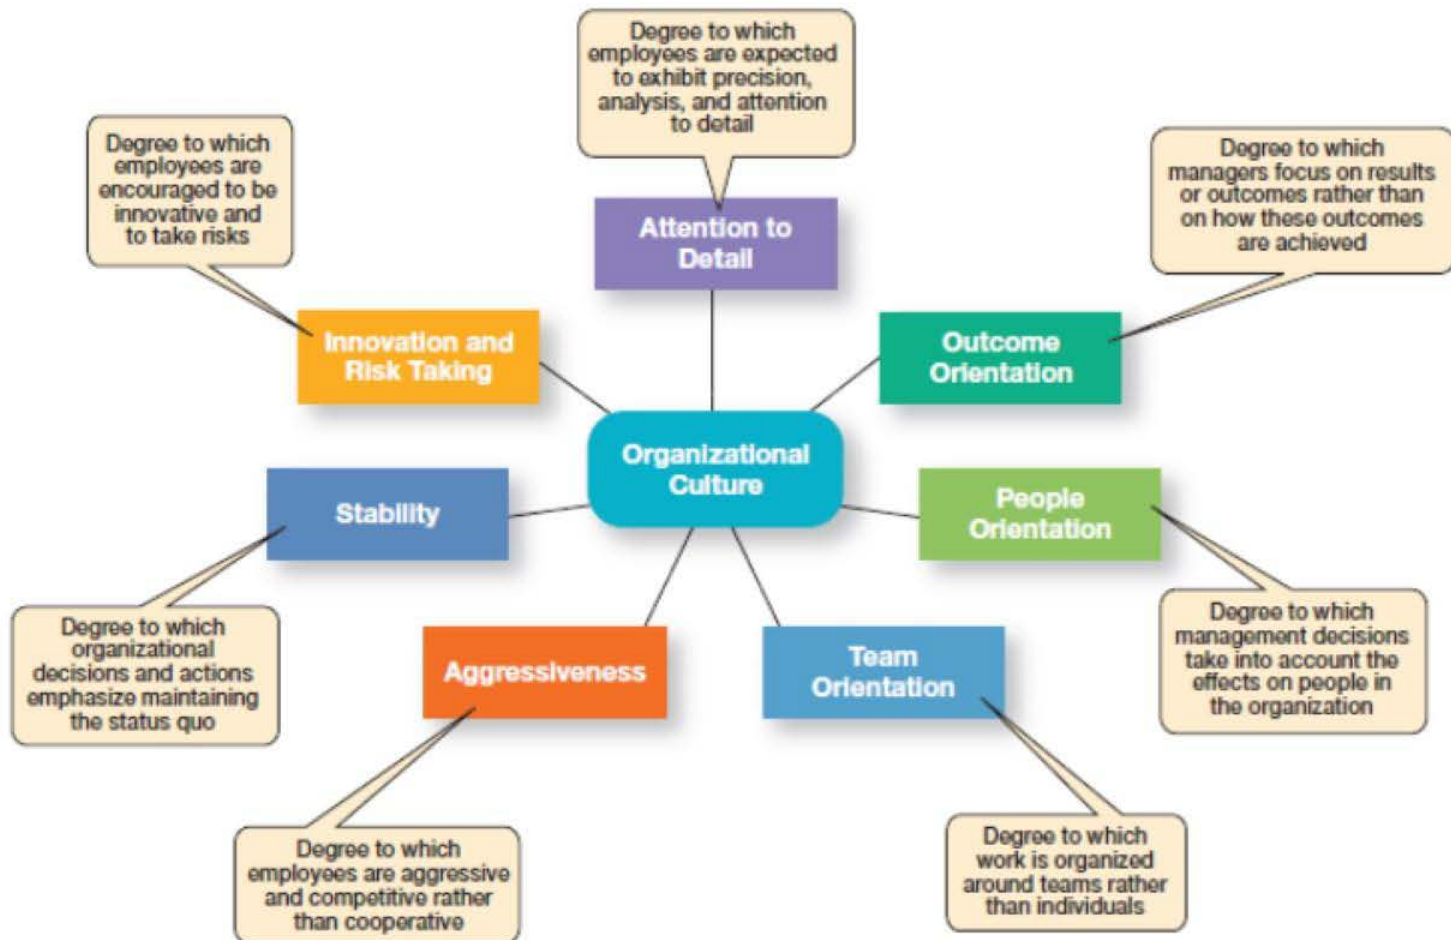 Degree to which
employees are expected
to exhibit precision,
analysis, and attention
to detail
Degree to which
employees are
encouraged to be
innovative and
to take risks
Degree to which
managers focus on results
or outcomes rather than
on how these outcomes
are achieved
Attention to
Detail
Innovation and
Risk Taking
Outcome
Orientation
Organizational
Culture
Stability
People
Orientation
Aggressiveness
Team
Orientation
Degree to which
organizational
decisions and actions
emphasize maintaining
the status quo
Degree to which
management decisions
take into account the
effects on people in
the organization
Degree to which
employees are aggressive
and competitive rather
than cooperative
Degree to which
work is organized
around teams rather
than individuals